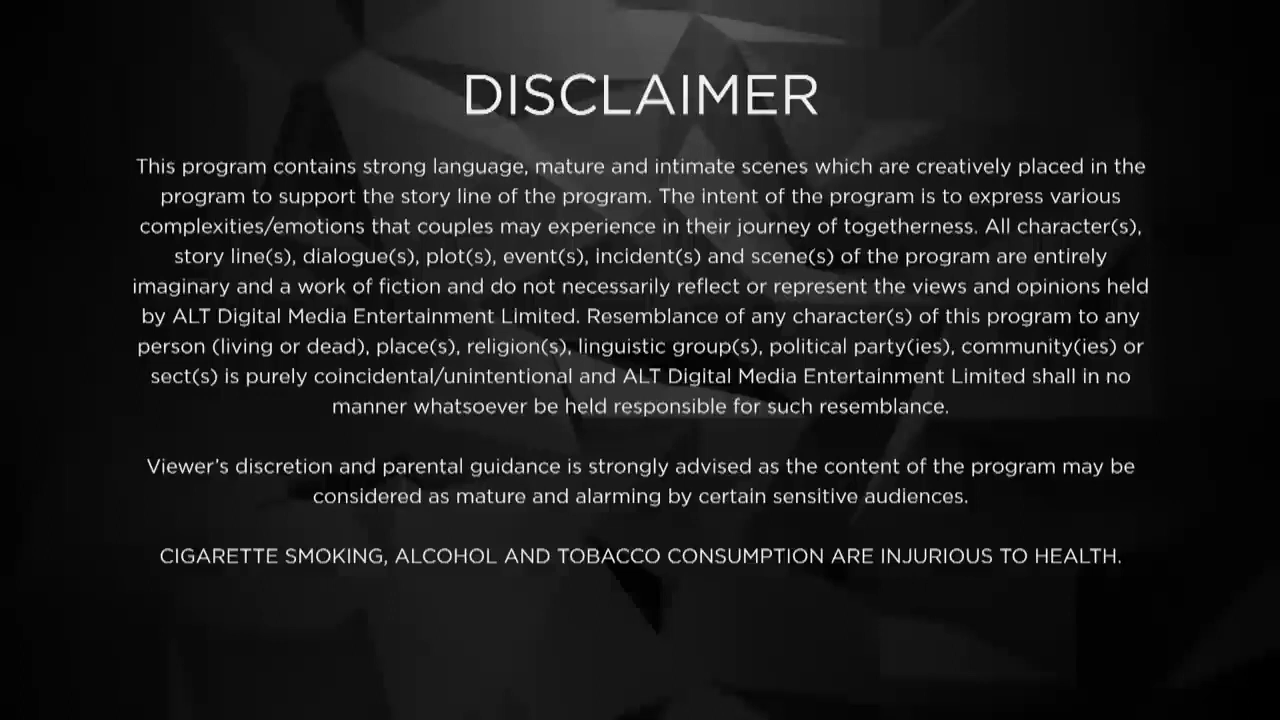 DISCLAIMER
This program contains strong language, mature and intimate scenes which are creatively placed in the
program to support the story line of the program. The intent of the program is to express various
complexities/emotions that couples may experience in their journey of togetherness. All character(s),
story line(s), dialogue(s), plot(s), event(s), incident(s) and scene(s) of the program are entirely
imaginary and a work of fiction and do not necessarily reflect or represent the views and opinions held
by ALT Digital Media Entertainment Limited. Resemblance of any character(s) of this program to any
person (living or dead), place(s), religion(s), linguistic group(s), political party(ies), community(ies) or
sect(s) is purely coincidental/unintentional and ALT Digital Media Entertainment Limited shall in no
manner whatsoever be held responsible for such resemblance.
Viewer’s discretion and parental guidance is strongly advised as the content of the program may be
considered as mature and alarming by certain sensitive audiences.
CIGARETTE SMOKING, ALCOHOL AND TOBACCO CONSUMPTION ARE INJURIOUS TO HEALTH.